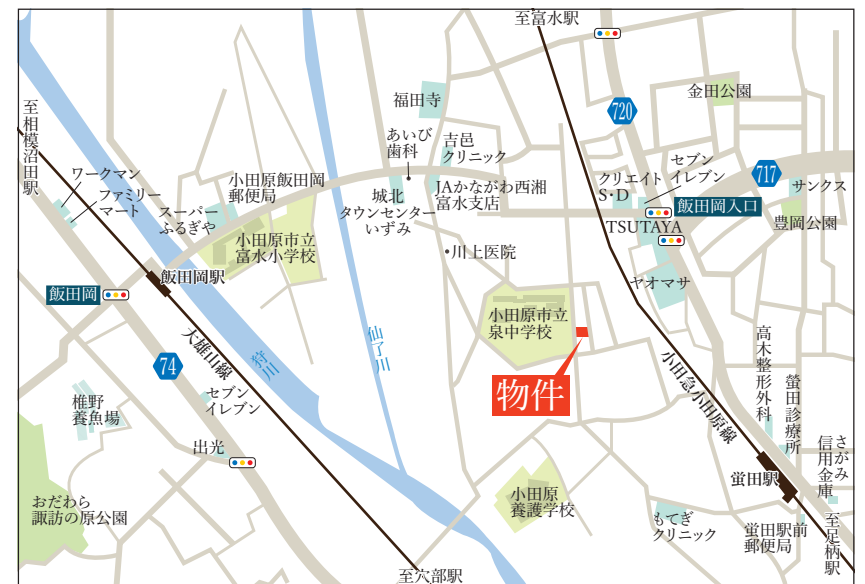 至富水駅
至相模沼田駅
ワークマン
ファミリー
マート
スーパー
ふるぎや
小田原飯田岡
郵便局
福田寺
あいび
歯科
吉邑
クリニック
城北
タウンセンター
いずみ
JAかながわ西湘
富水支店
720
金田公園
セブン
イレブン
クリエイト
S・D
717
サンクス
飯田岡入口
TSUTAYA
豊岡公園
小田原市立
富水小学校
・川上医院
飯田岡駅
飯田岡
ヤオマサ
小田原市立
泉中学校
大雄山線
狩川
仙了川
74
物件
小田急小田原線
高木整形外科
螢田診療所
さがみ
信用金庫
セブン
イレブン
椎野
養魚場
出光
おだわら
諏訪の原公園
小田原
養護学校
もてぎ
クリニック
螢田駅
螢田駅前
郵便局
至足柄駅
至穴部駅